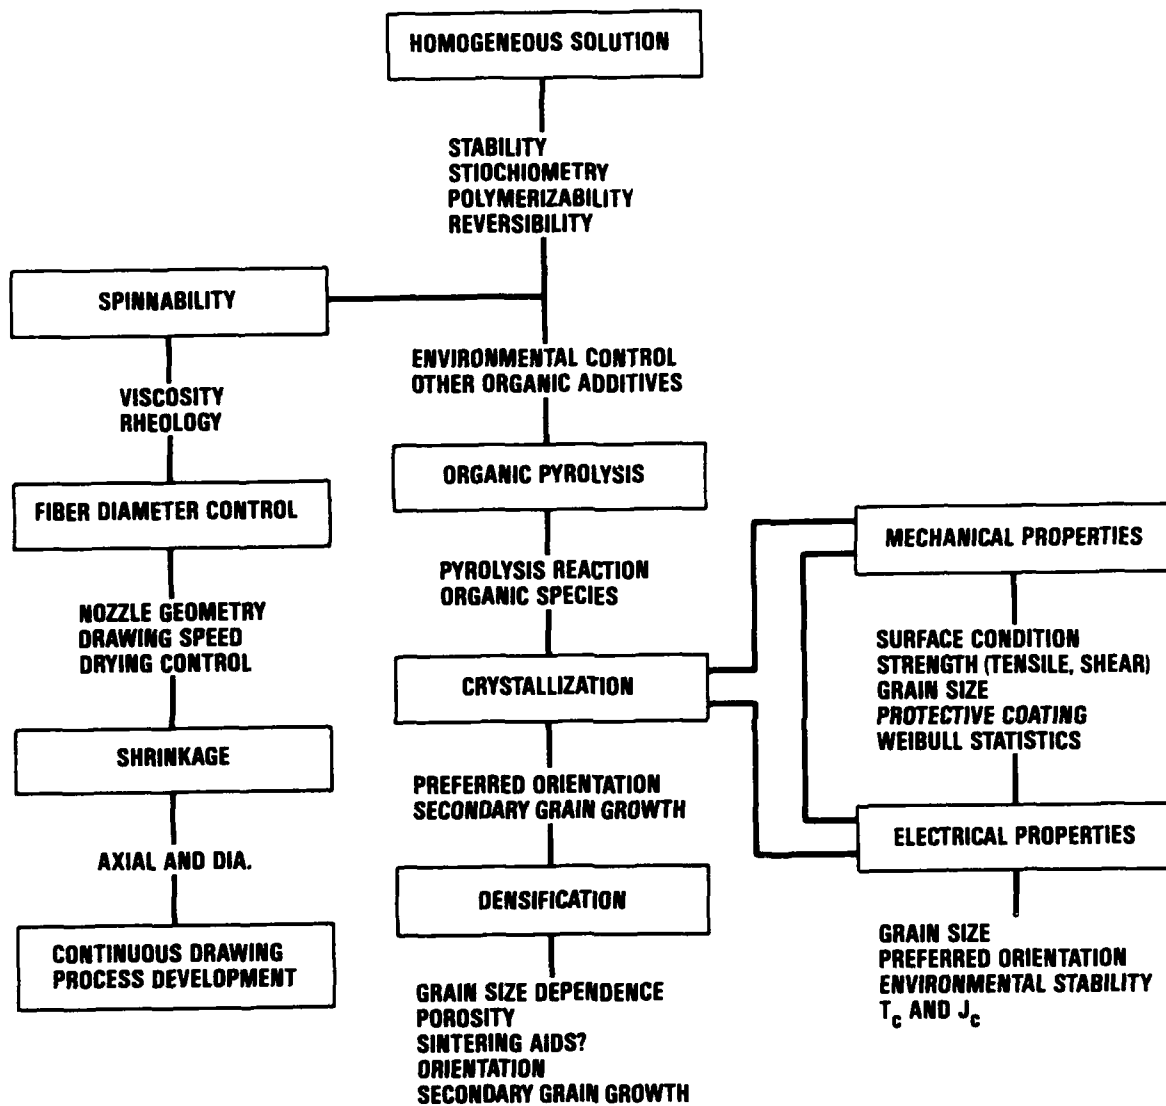 HOMOGENEOUS SOLUTION
STABILITY
STIOCHIOMETRY
POLYMERIZABILITY
REVERSIBILITY
SPINNABILITY
VISCOSITY
RHEOLOGY
FIBER DIAMETER CONTROL
NOZZLE GEOMETRY
DRAWING SPEED
DRYING CONTROL
SHRINKAGE
AXIAL AND DIA.
CONTINUOUS DRAWING
PROCESS DEVELOPMENT
ENVIRONMENTAL CONTROL
OTHER ORGANIC ADDITIVES
ORGANIC PYROLYSIS
PYROLYSIS REACTION
ORGANIC SPECIES
CRYSTALLIZATION
PREFERRED ORIENTATION
SECONDARY GRAIN GROWTH
DENSIFICATION
GRAIN SIZE DEPENDENCE
POROSITY
SINTERING AIDS?
ORIENTATION
SECONDARY GRAIN GROWTH
MECHANICAL PROPERTIES
SURFACE CONDITION
STRENGTH (TENSILE, SHEAR)
GRAIN SIZE
PROTECTIVE COATING
WEIBULL STATISTICS
ELECTRICAL PROPERTIES
GRAIN SIZE
PREFERRED ORIENTATION
ENVIRONMENTAL STABILITY
Tc AND Jc